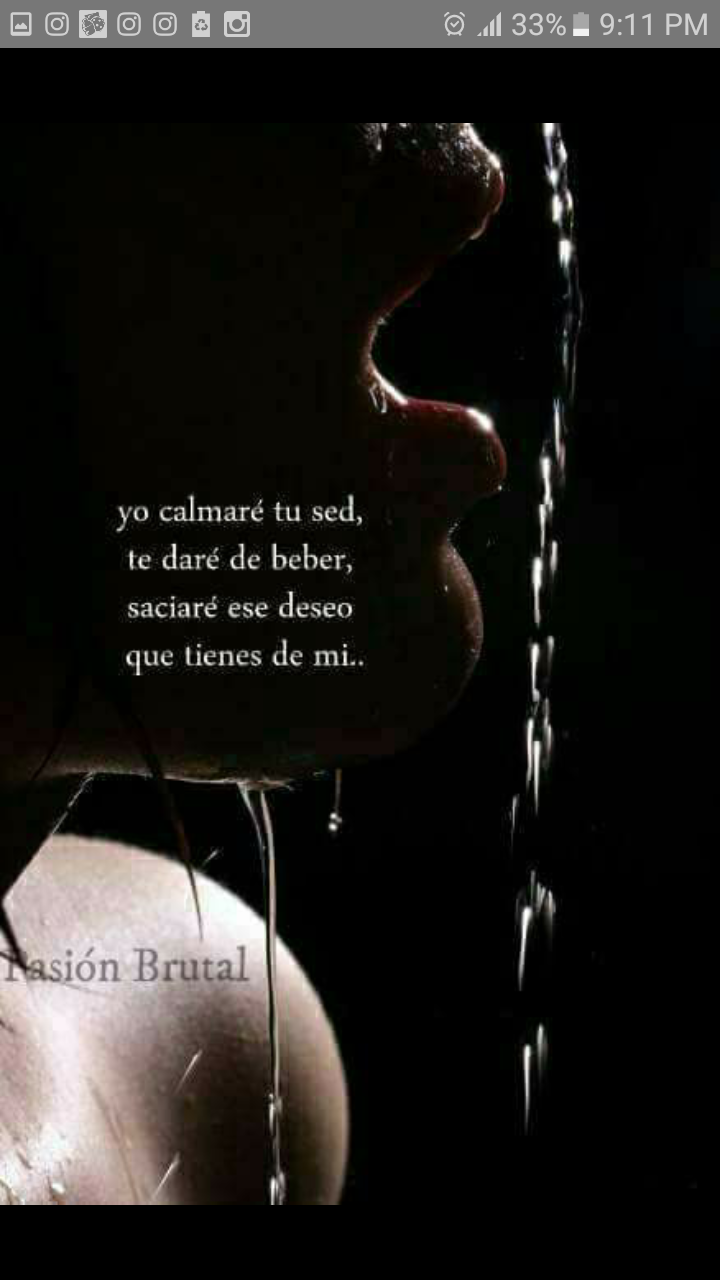 33% 9:11 PM
yo calmaré tu sed,
te daré de beber,
saciaré ese deseo
que tienes de mi..
Pasión Brutal